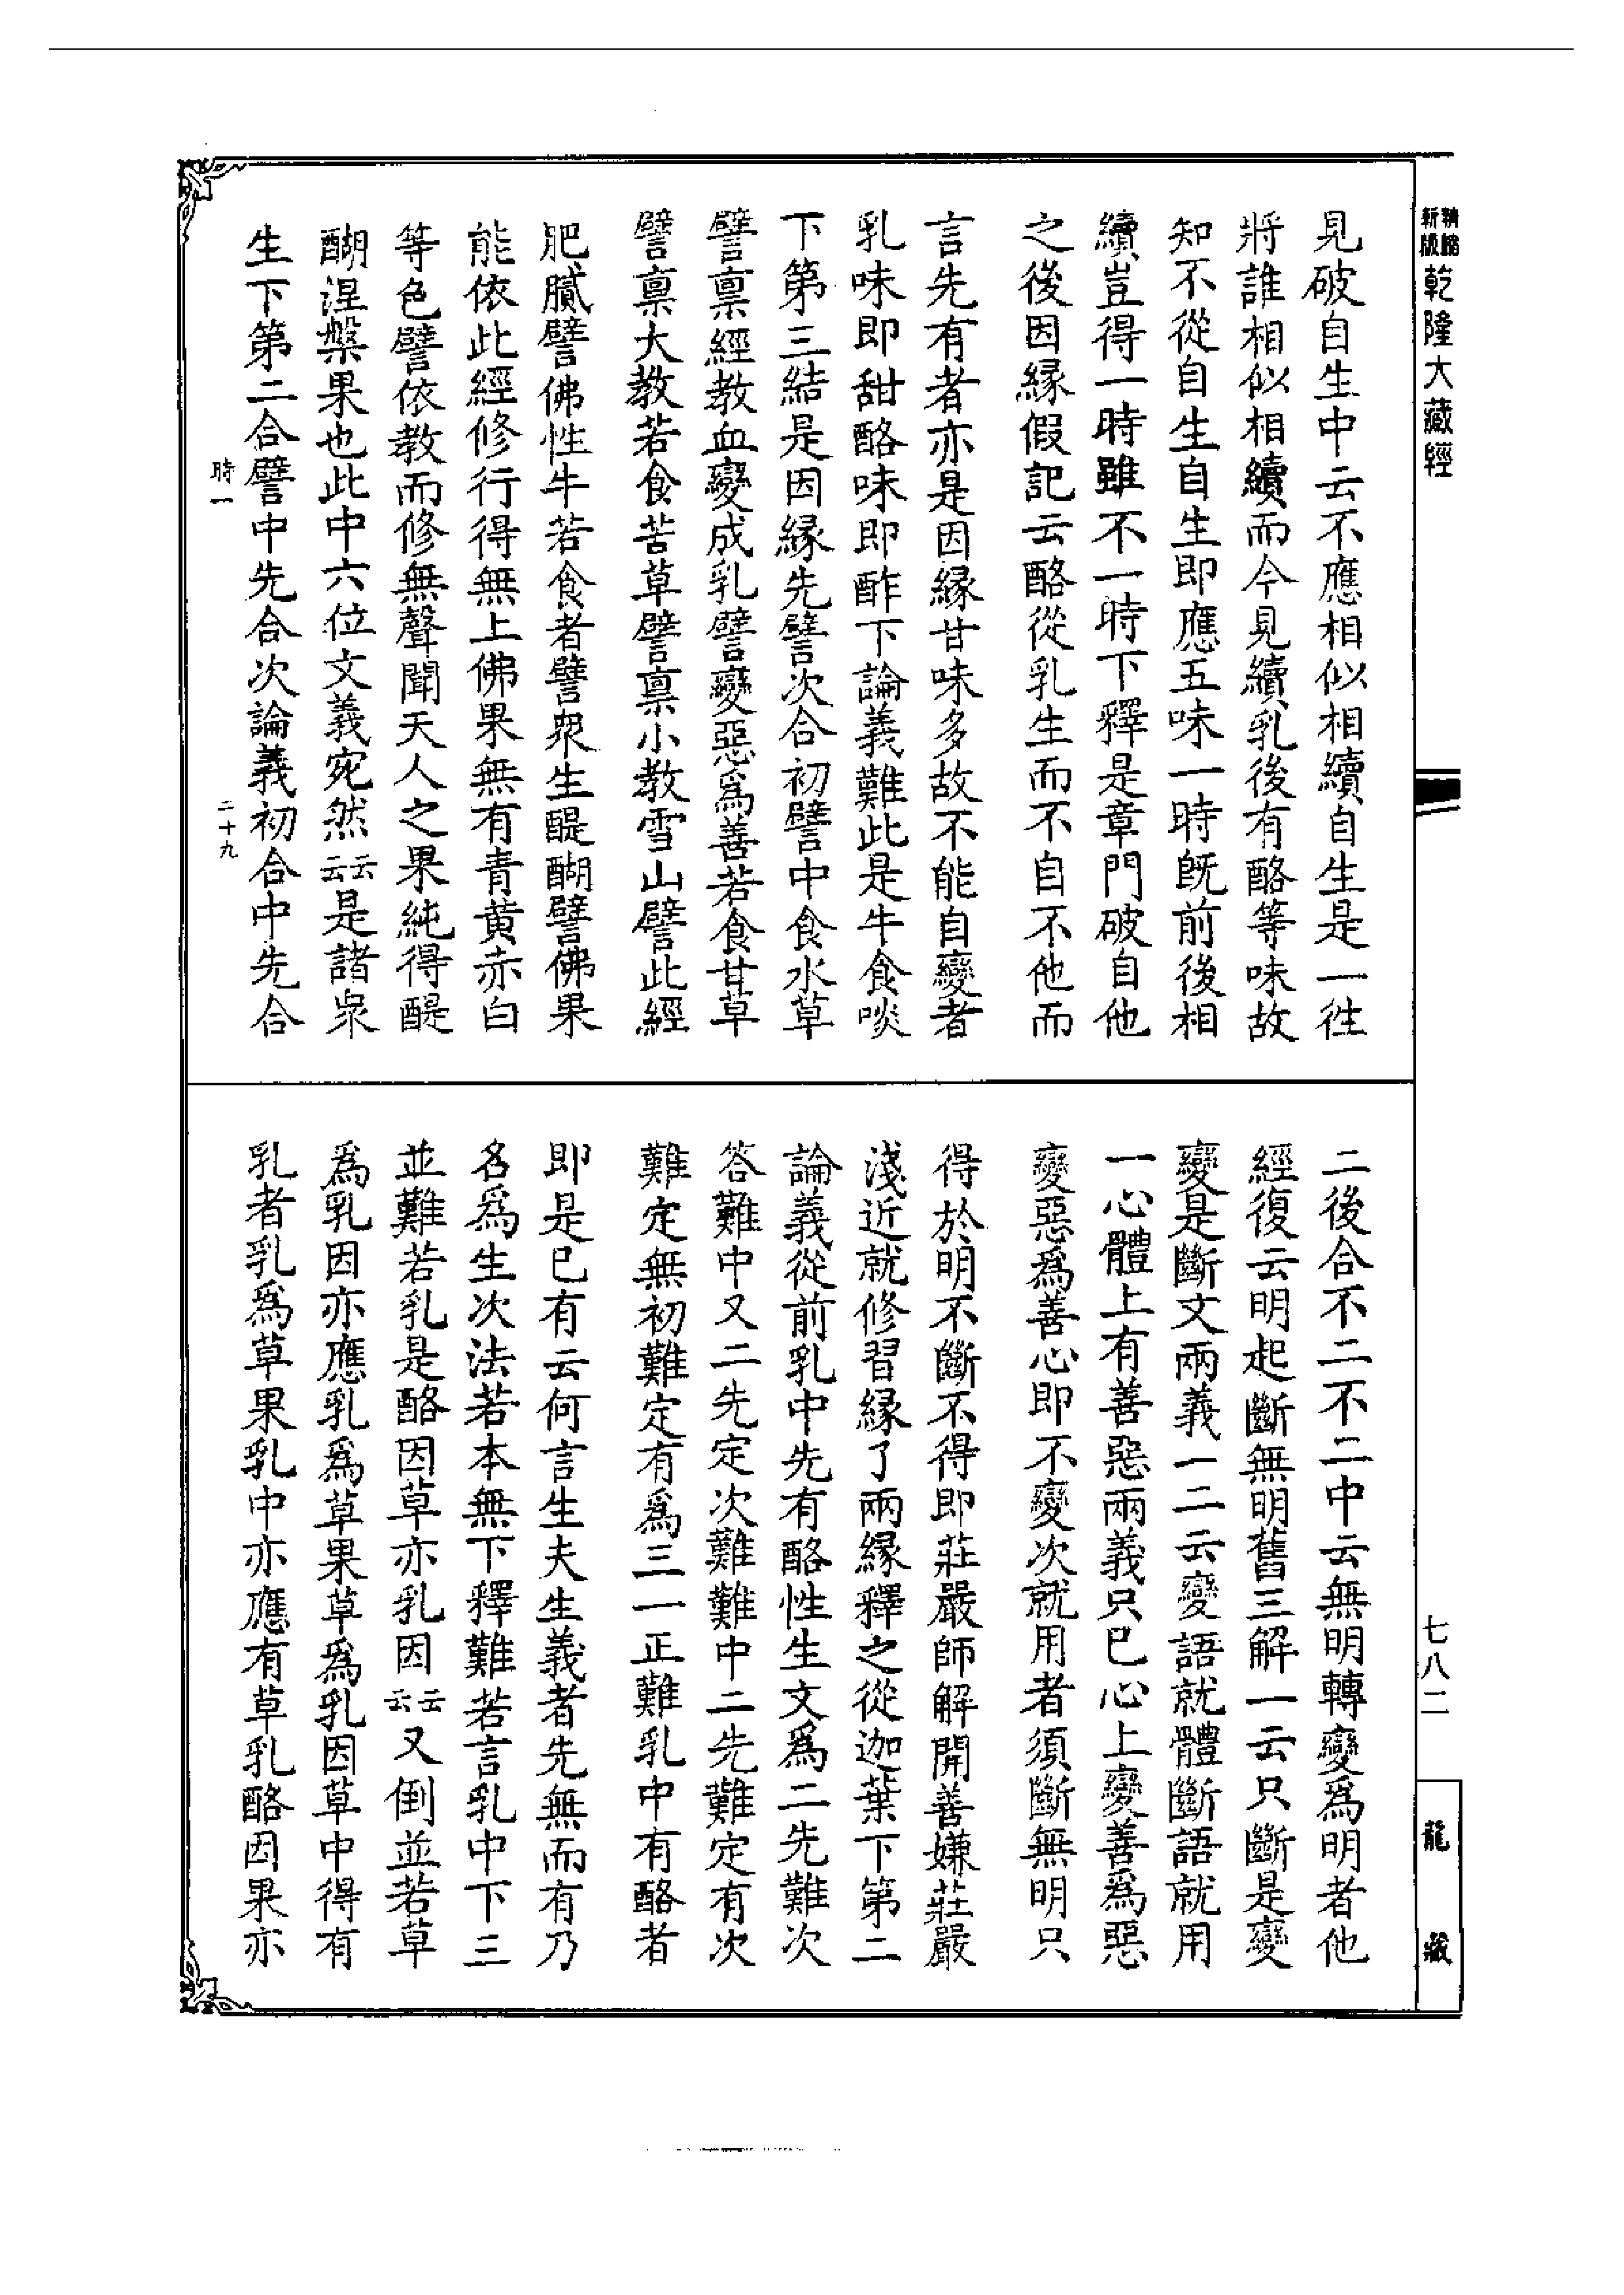 精縮新版乾隆大藏經
見破自生中云不應相似相續自生是一徃
將誰相似相續而今見續乳後有酪等味故
知不從自生自生即應五味一時旣前後相
續豈得一時雖不一時下釋是章門破自他
之後因緣假記云酪從乳生而不自不他而
言先有者亦是因緣甘味多故不能自變者
乳味即甜酪味即酢下論義難此是牛食啖
下第三結是因緣先譬次合初譬中食水草
譬禀經教血變成乳譬變惡爲善若食甘草
譬禀大教若食苦草譬禀小教雪山譬此經
肥膩譬佛性牛若食者譬衆生醍醐譬佛果
能依此經修行得無上佛果無有青黄赤白
等色譬依教而修無聲聞天人之果純得醍
醐涅槃果也此中六位文義宛然云云是諸衆
生下第二合譬中先合次論義初合中先合
時一
二十九
二後合不二不二中云無明轉變爲明者他
經復云明起斷無明舊三解一云只斷是變
變是斷文兩義一二云變語就體斷語就用
一心體上有善惡兩義只巳心上變善爲惡
變惡爲善心即不變次就用者須斷無明只
得於明不斷不得即莊嚴師解開善嫌莊嚴
淺近就修習緣了兩緣釋之從迦葉下第二
論義從前乳中先有酪性生文爲二先難次
答難中又二先定次難難中二先難定有次
難定無初難定有爲三一正難乳中有酪者
即是巳有云何言生夫生義者先無而有乃
名爲生次法若本無下釋難若言乳中下三
並難若乳是酪因草亦乳因云云又倒並若草
爲乳因亦應乳爲草果草爲乳因草中得有
乳者乳爲草果乳中亦應有草乳酪因果亦
七八二
龍藏